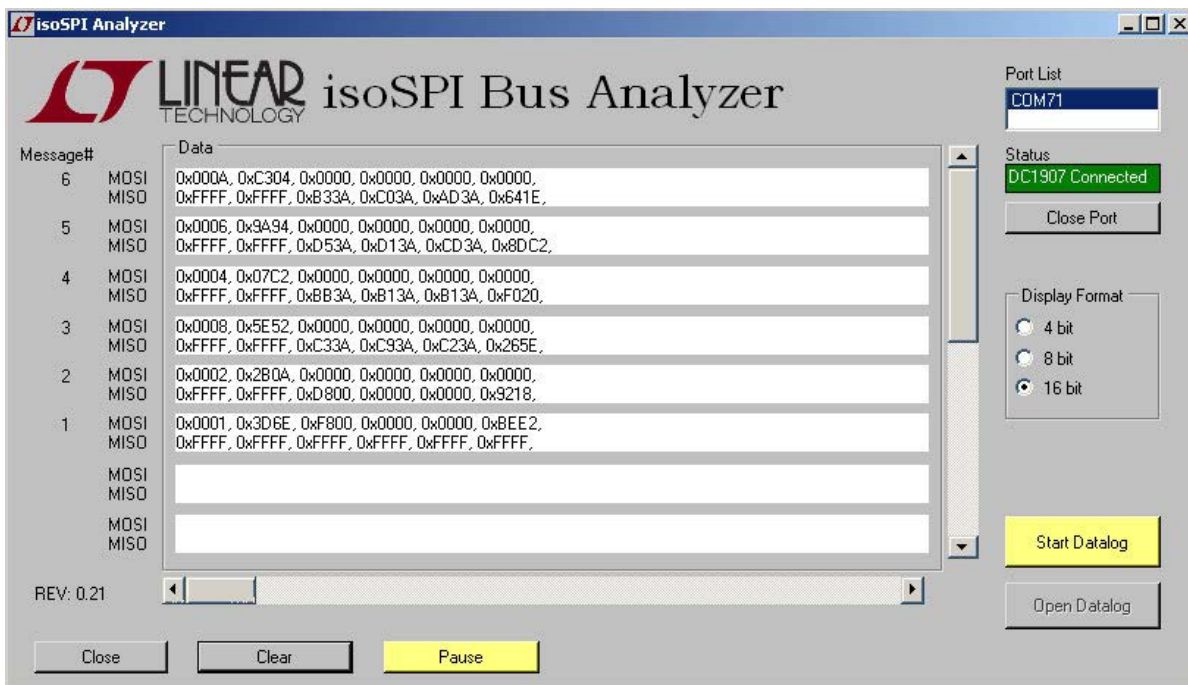 isoSPI Analyzer
LINEAR
TECHNOLOGY
isoSPI Bus Analyzer
Port List
COM71
Status
DC1907 Connected
Close Port
Message#
Data
6 MOSI 0x000A, 0xC304, 0x0000, 0x0000, 0x0000, 0x0000,
MISO 0xFFFF, 0xFFFF, 0xB33A, 0xC03A, 0xAD3A, 0x641E,
5 MOSI 0x0006, 0x9A94, 0x0000, 0x0000, 0x0000, 0x0000,
MISO 0xFFFF, 0xFFFF, 0xD53A, 0xD13A, 0xCD3A, 0x8DC2,
4 MOSI 0x0004, 0x07C2, 0x0000, 0x0000, 0x0000, 0x0000,
MISO 0xFFFF, 0xFFFF, 0xBB3A, 0xB13A, 0xB13A, 0xF020,
3 MOSI 0x0008, 0x5E52, 0x0000, 0x0000, 0x0000, 0x0000,
MISO 0xFFFF, 0xFFFF, 0xC33A, 0xC93A, 0xC23A, 0x265E,
2 MOSI 0x0002, 0x2B0A, 0x0000, 0x0000, 0x0000, 0x0000,
MISO 0xFFFF, 0xFFFF, 0xD800, 0x0000, 0x0000, 0x9218,
1 MOSI 0x0001, 0x3D6E, 0xF800, 0x0000, 0x0000, 0xBEE2,
MISO 0xFFFF, 0xFFFF, 0xFFFF, 0xFFFF, 0xFFFF, 0xFFFF,
MOSI
MISO
MOSI
MISO
Display Format
4 bit
8 bit
16 bit
Start Datalog
Open Datalog
REV: 0.21
Close
Clear
Pause